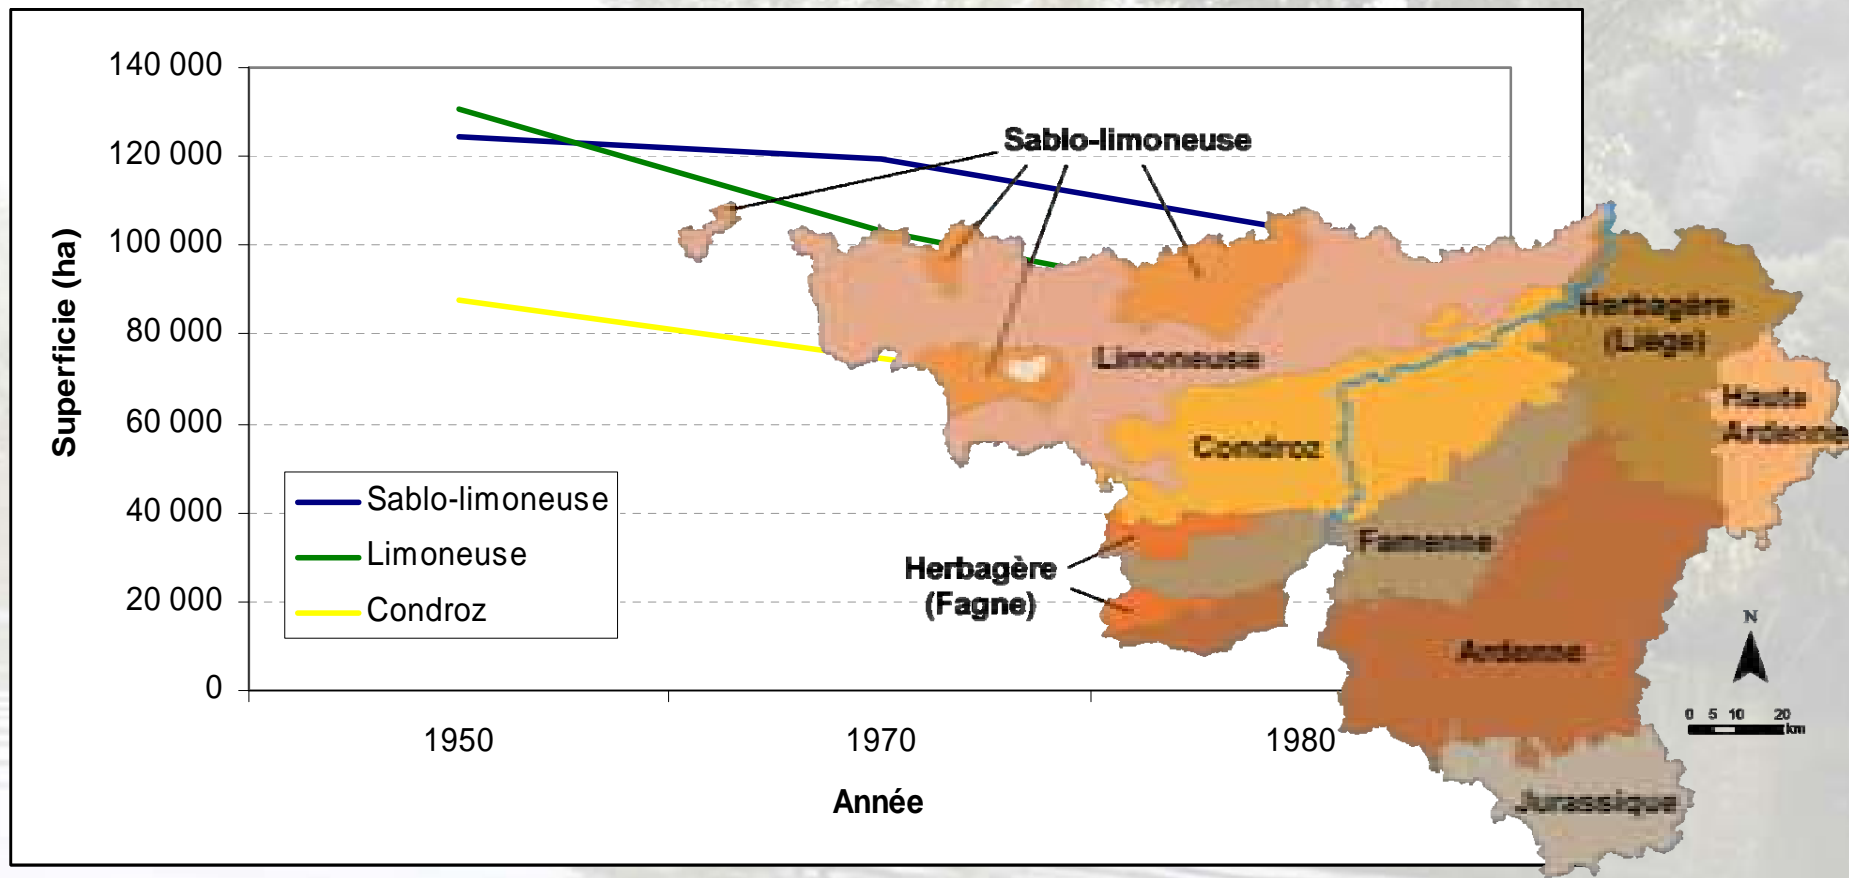 140 000
120 000
100 000
80 000
60 000
40 000
20 000
0
Superficie (ha)
1950
1970
1980
Année
Sablo-limoneuse
Limoneuse
Condroz
Sablo-limoneuse
Limoneuse
Condroz
Herbagère
(Liège)
Haute
Ardenne
Famenne
Herbagère
(Fagne)
Ardenne
Jurassique
N
0 5 10 20
km